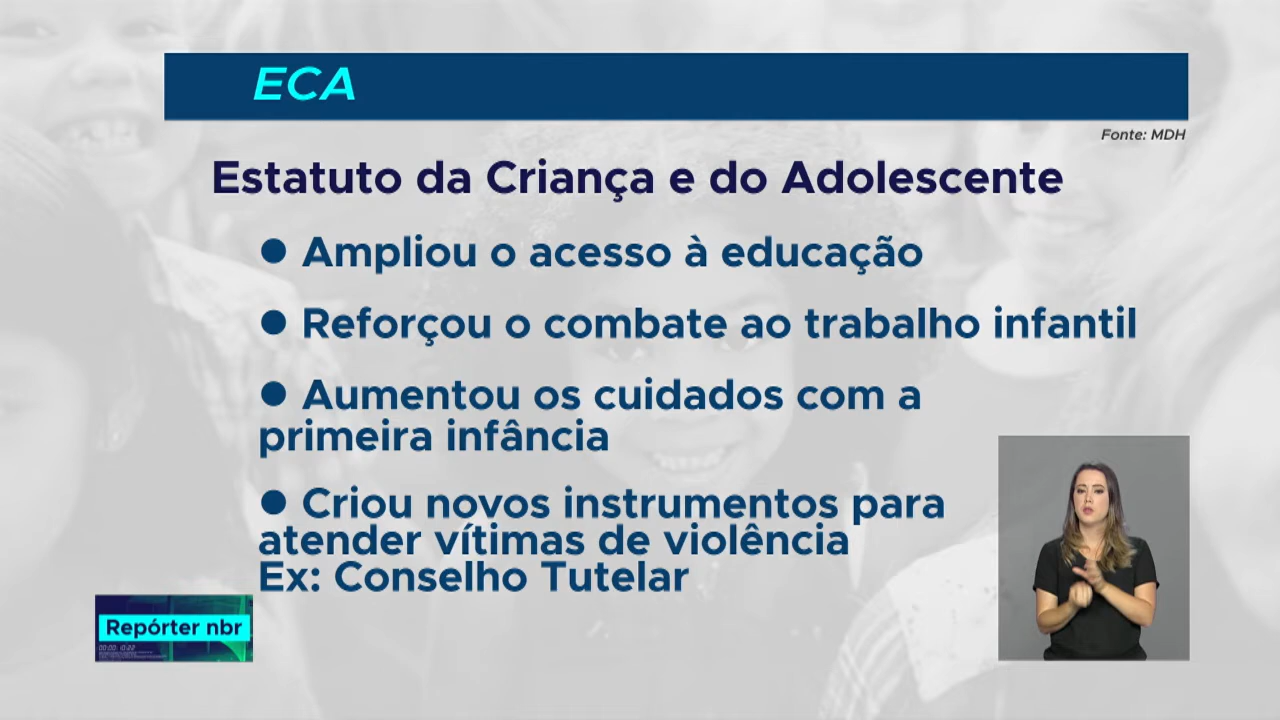 ECA
Fonte: MDH
Estatuto da Criança e do Adolescente
● Ampliou o acesso à educação
● Reforçou o combate ao trabalho infantil
● Aumentou os cuidados com a
primeira infância
● Criou novos instrumentos para
atender vítimas de violência
Ex: Conselho Tutelar
Repórter nbr